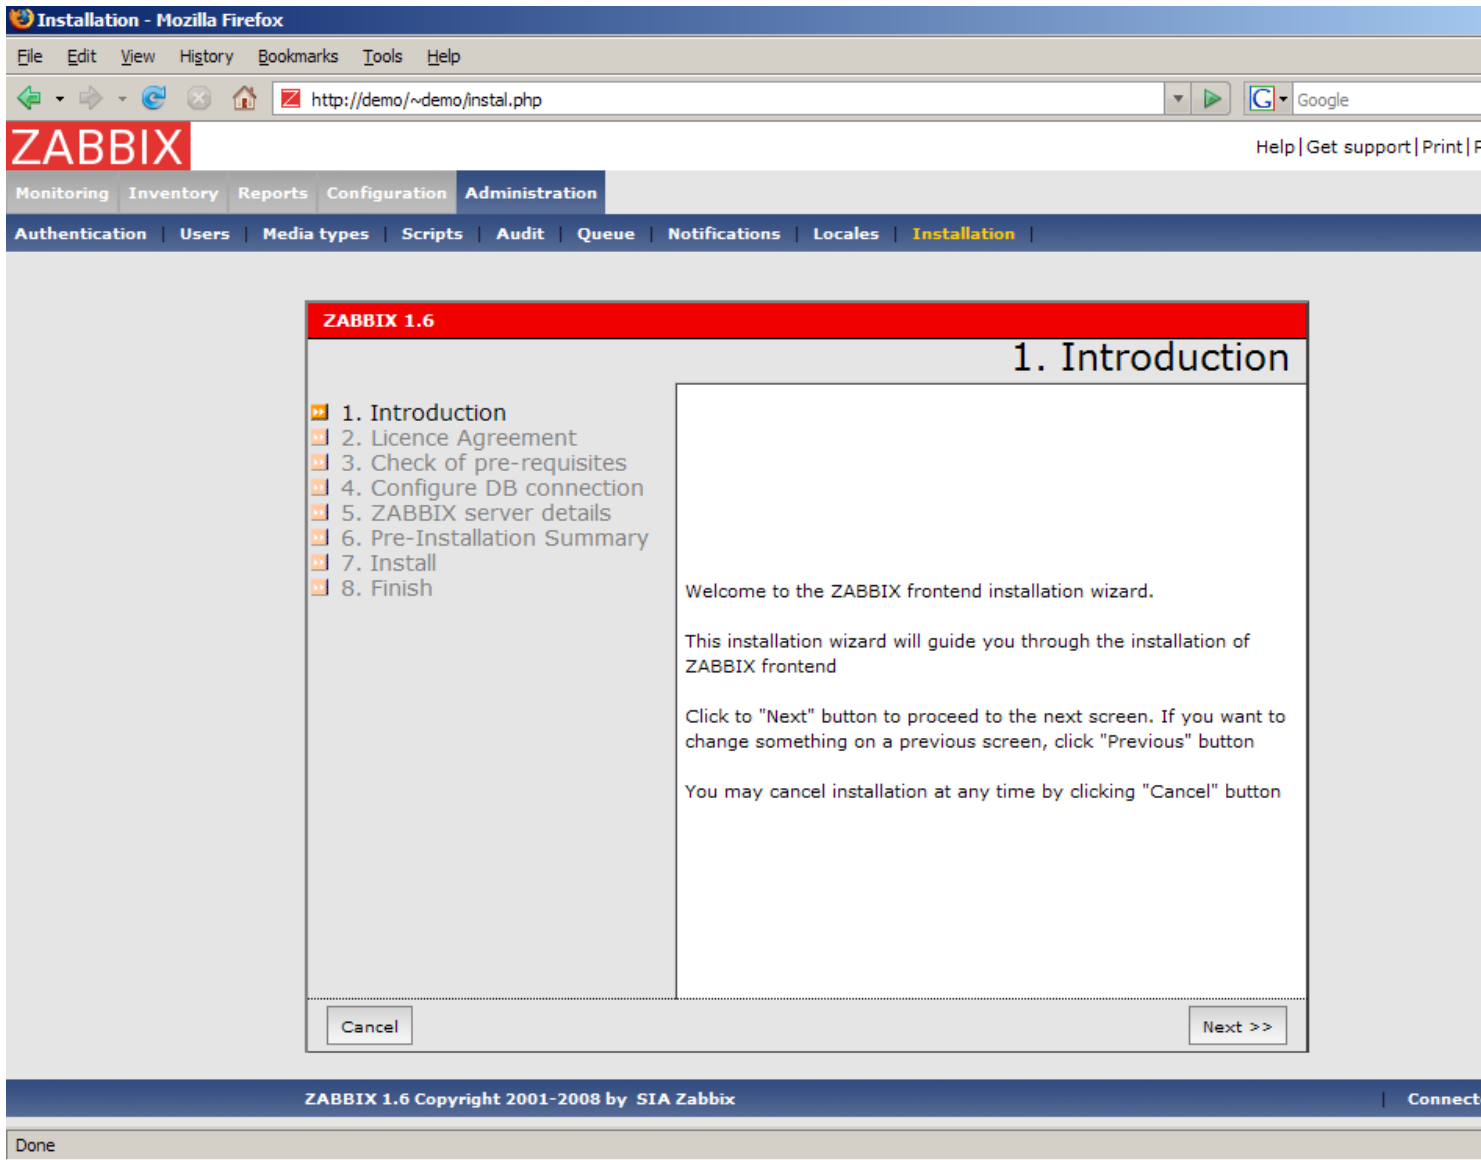 Installation - Mozilla Firefox
File Edit View History Bookmarks Tools Help
http://demo/~demo/instal.php
G Google
ZABBIX
Help|Get support|Print|
Monitoring Inventory Reports Configuration Administration
Authentication | Users | Media types | Scripts | Audit | Queue | Notifications | Locales | Installation |
ZABBIX 1.6
1. Introduction
1. Introduction
2. Licence Agreement
3. Check of pre-requisites
4. Configure DB connection
5. ZABBIX server details
6. Pre-Installation Summary
7. Install
8. Finish
Welcome to the ZABBIX frontend installation wizard.
This installation wizard will guide you through the installation of
ZABBIX frontend
Click to "Next" button to proceed to the next screen. If you want to
change something on a previous screen, click "Previous" button
You may cancel installation at any time by clicking "Cancel" button
Cancel
Next >>
ZABBIX 1.6 Copyright 2001-2008 by SIA Zabbix
| Connect
Done